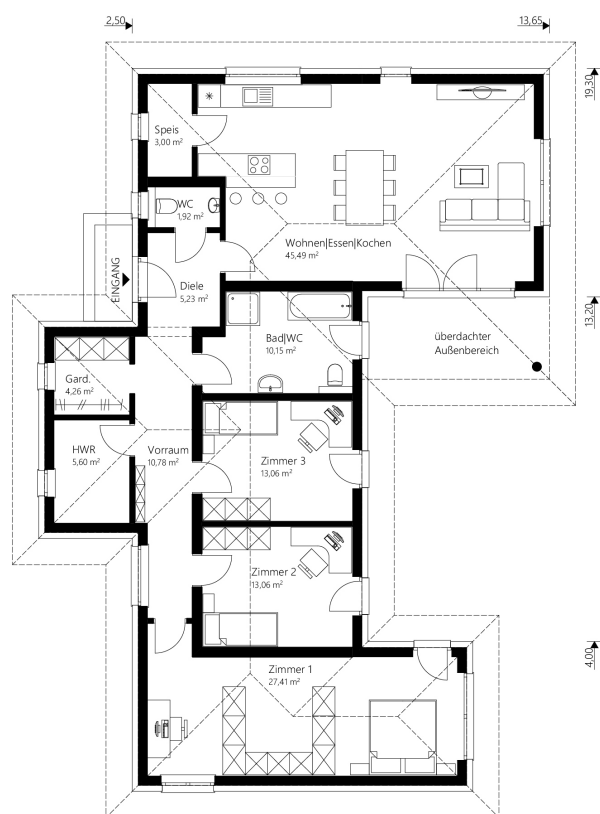 2,50
13,65
19,30
Speis
3,00 m²
WC
1,92 m²
Wohnen|Essen|Kochen
45,49 m²
EINGANG
Diele
5,23 m²
13,20
Bad|WC
10,15 m²
überdachter
Außenbereich
Gard.
4,26 m²
HWR
5,60 m²
Vorraum
10,78 m²
Zimmer 3
13,06 m²
Zimmer 2
13,06 m²
4,00
Zimmer 1
27,41 m²